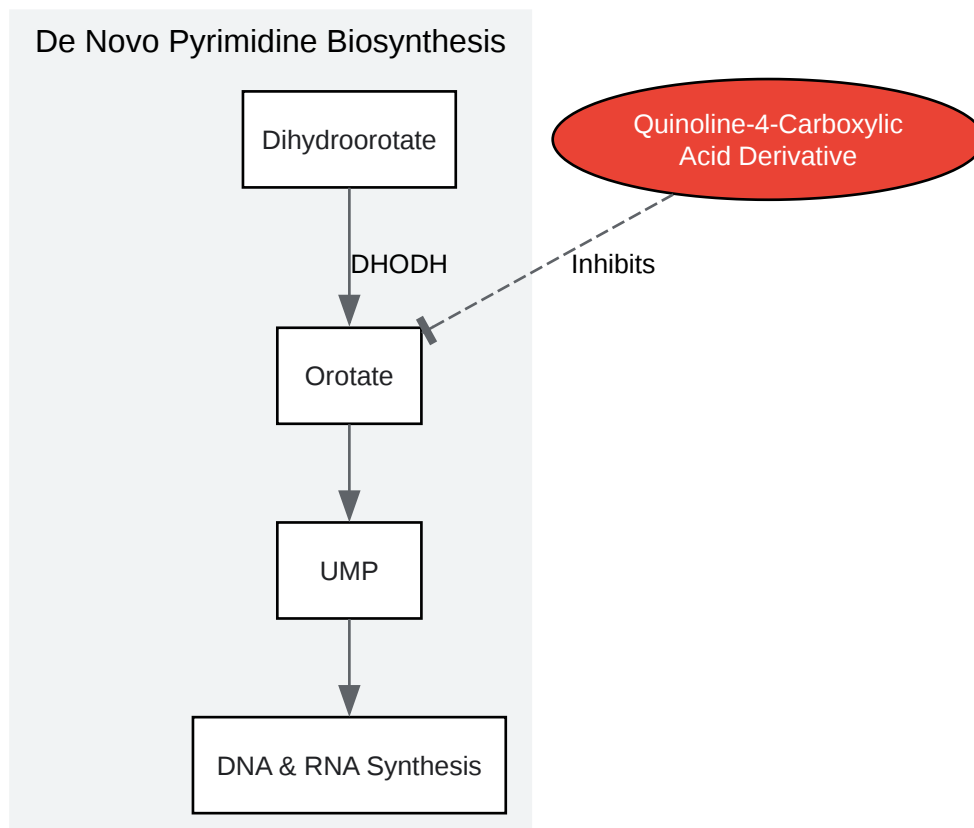 De Novo Pyrimidine Biosynthesis
Dihydroorotate
Quinoline-4-Carboxylic
Acid Derivative
DHODH
Inhibits
Orotate
UMP
DNA & RNA Synthesis